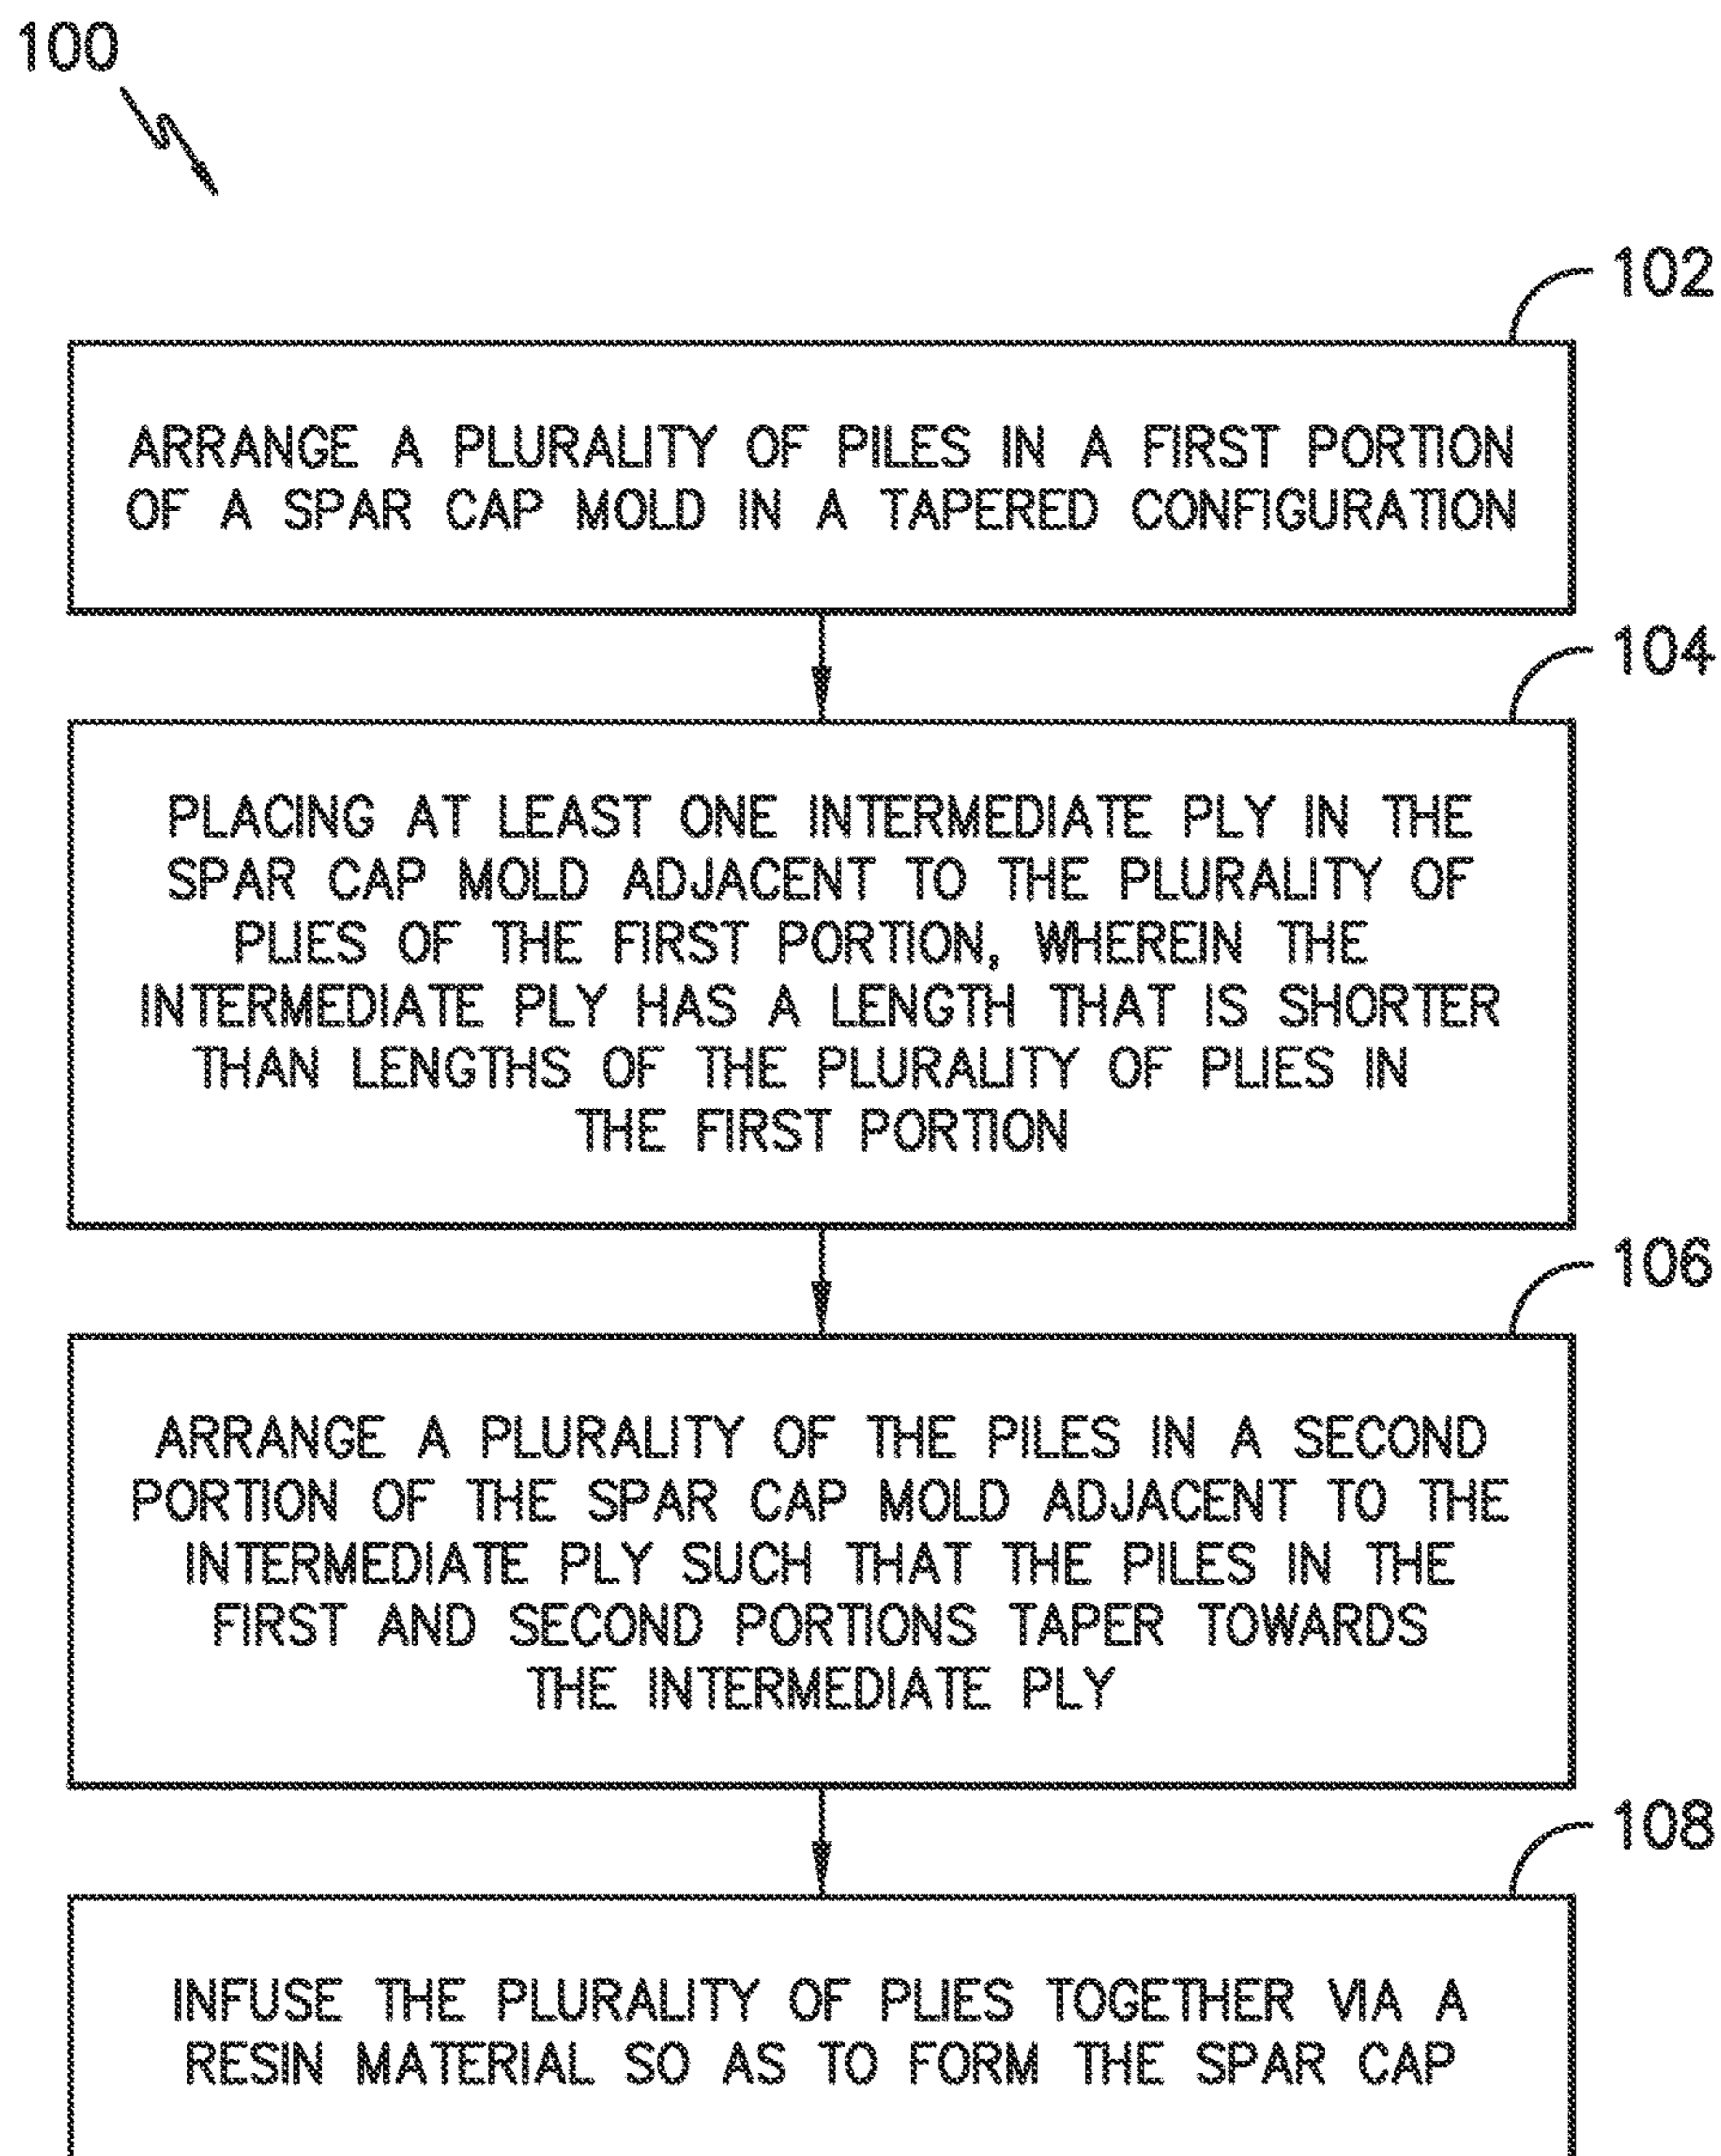 100
102
ARRANGE A PLURALITY OF PILES IN A FIRST PORTION
OF A SPAR CAP MOLD IN A TAPERED CONFIGURATION
104
PLACING AT LEAST ONE INTERMEDIATE PLY IN THE
SPAR CAP MOLD ADJACENT TO THE PLURALITY OF
PLIES OF THE FIRST PORTION, WHEREIN THE
INTERMEDIATE PLY HAS A LENGTH THAT IS SHORTER
THAN LENGTHS OF THE PLURALITY OF PLIES IN
THE FIRST PORTION
106
ARRANGE A PLURALITY OF THE PILES IN A SECOND
PORTION OF THE SPAR CAP MOLD ADJACENT TO THE
INTERMEDIATE PLY SUCH THAT THE PILES IN THE
FIRST AND SECOND PORTIONS TAPER TOWARDS
THE INTERMEDIATE PLY
108
INFUSE THE PLURALITY OF PLIES TOGETHER VIA A
RESIN MATERIAL SO AS TO FORM THE SPAR CAP